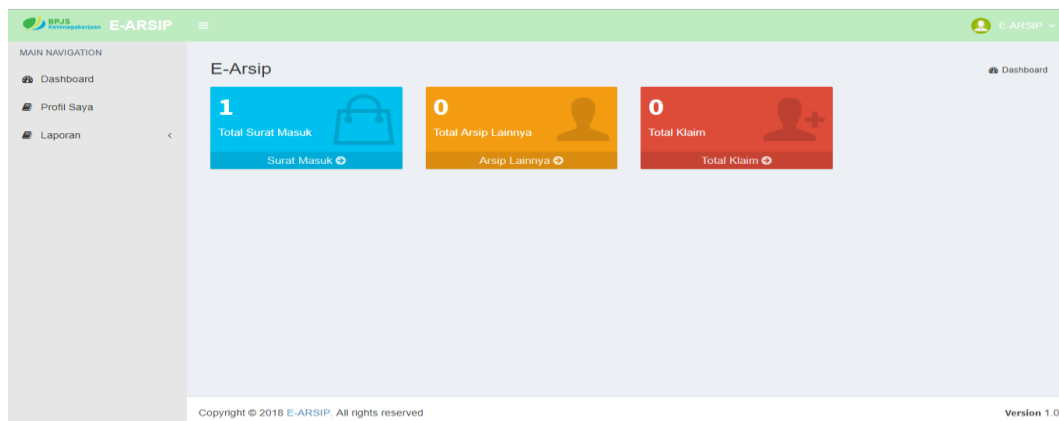 BPJS
Ketenagakerjaan
E-ARSIP
E-ARSIP
MAIN NAVIGATION
Dashboard
Profil Saya
Laporan
E-Arsip
Dashboard
1
Total Surat Masuk
Surat Masuk
0
Total Arsip Lainnya
Arsip Lainnya
0
Total Klaim
Total Klaim
Copyright © 2018 E-ARSIP. All rights reserved
Version 1.0